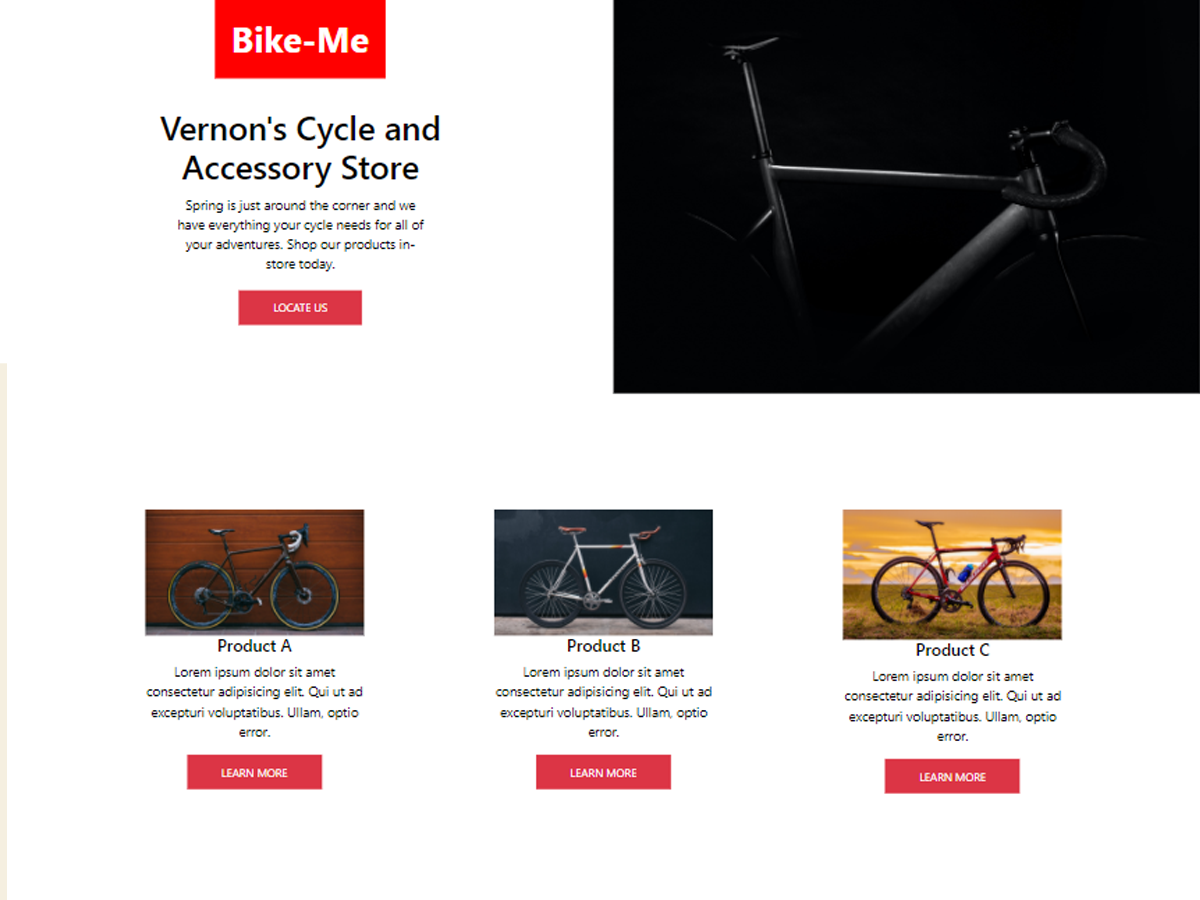 Bike-Me
Vernon's Cycle and
Accessory Store
Spring is just around the corner and we
have everything your cycle needs for all of
your adventures. Shop our products in-
store today.
LOCATE US
Product A
Lorem ipsum dolor sit amet
consectetur adipisicing elit. Qui ut ad
excepturi voluptatibus. Ullam, optio
error.
LEARN MORE
Product B
Lorem ipsum dolor sit amet
consectetur adipisicing elit. Qui ut ad
excepturi voluptatibus. Ullam, optio
error.
LEARN MORE
Product C
Lorem ipsum dolor sit amet
consectetur adipisicing elit. Qui ut ad
excepturi voluptatibus. Ullam, optio
error.
LEARN MORE